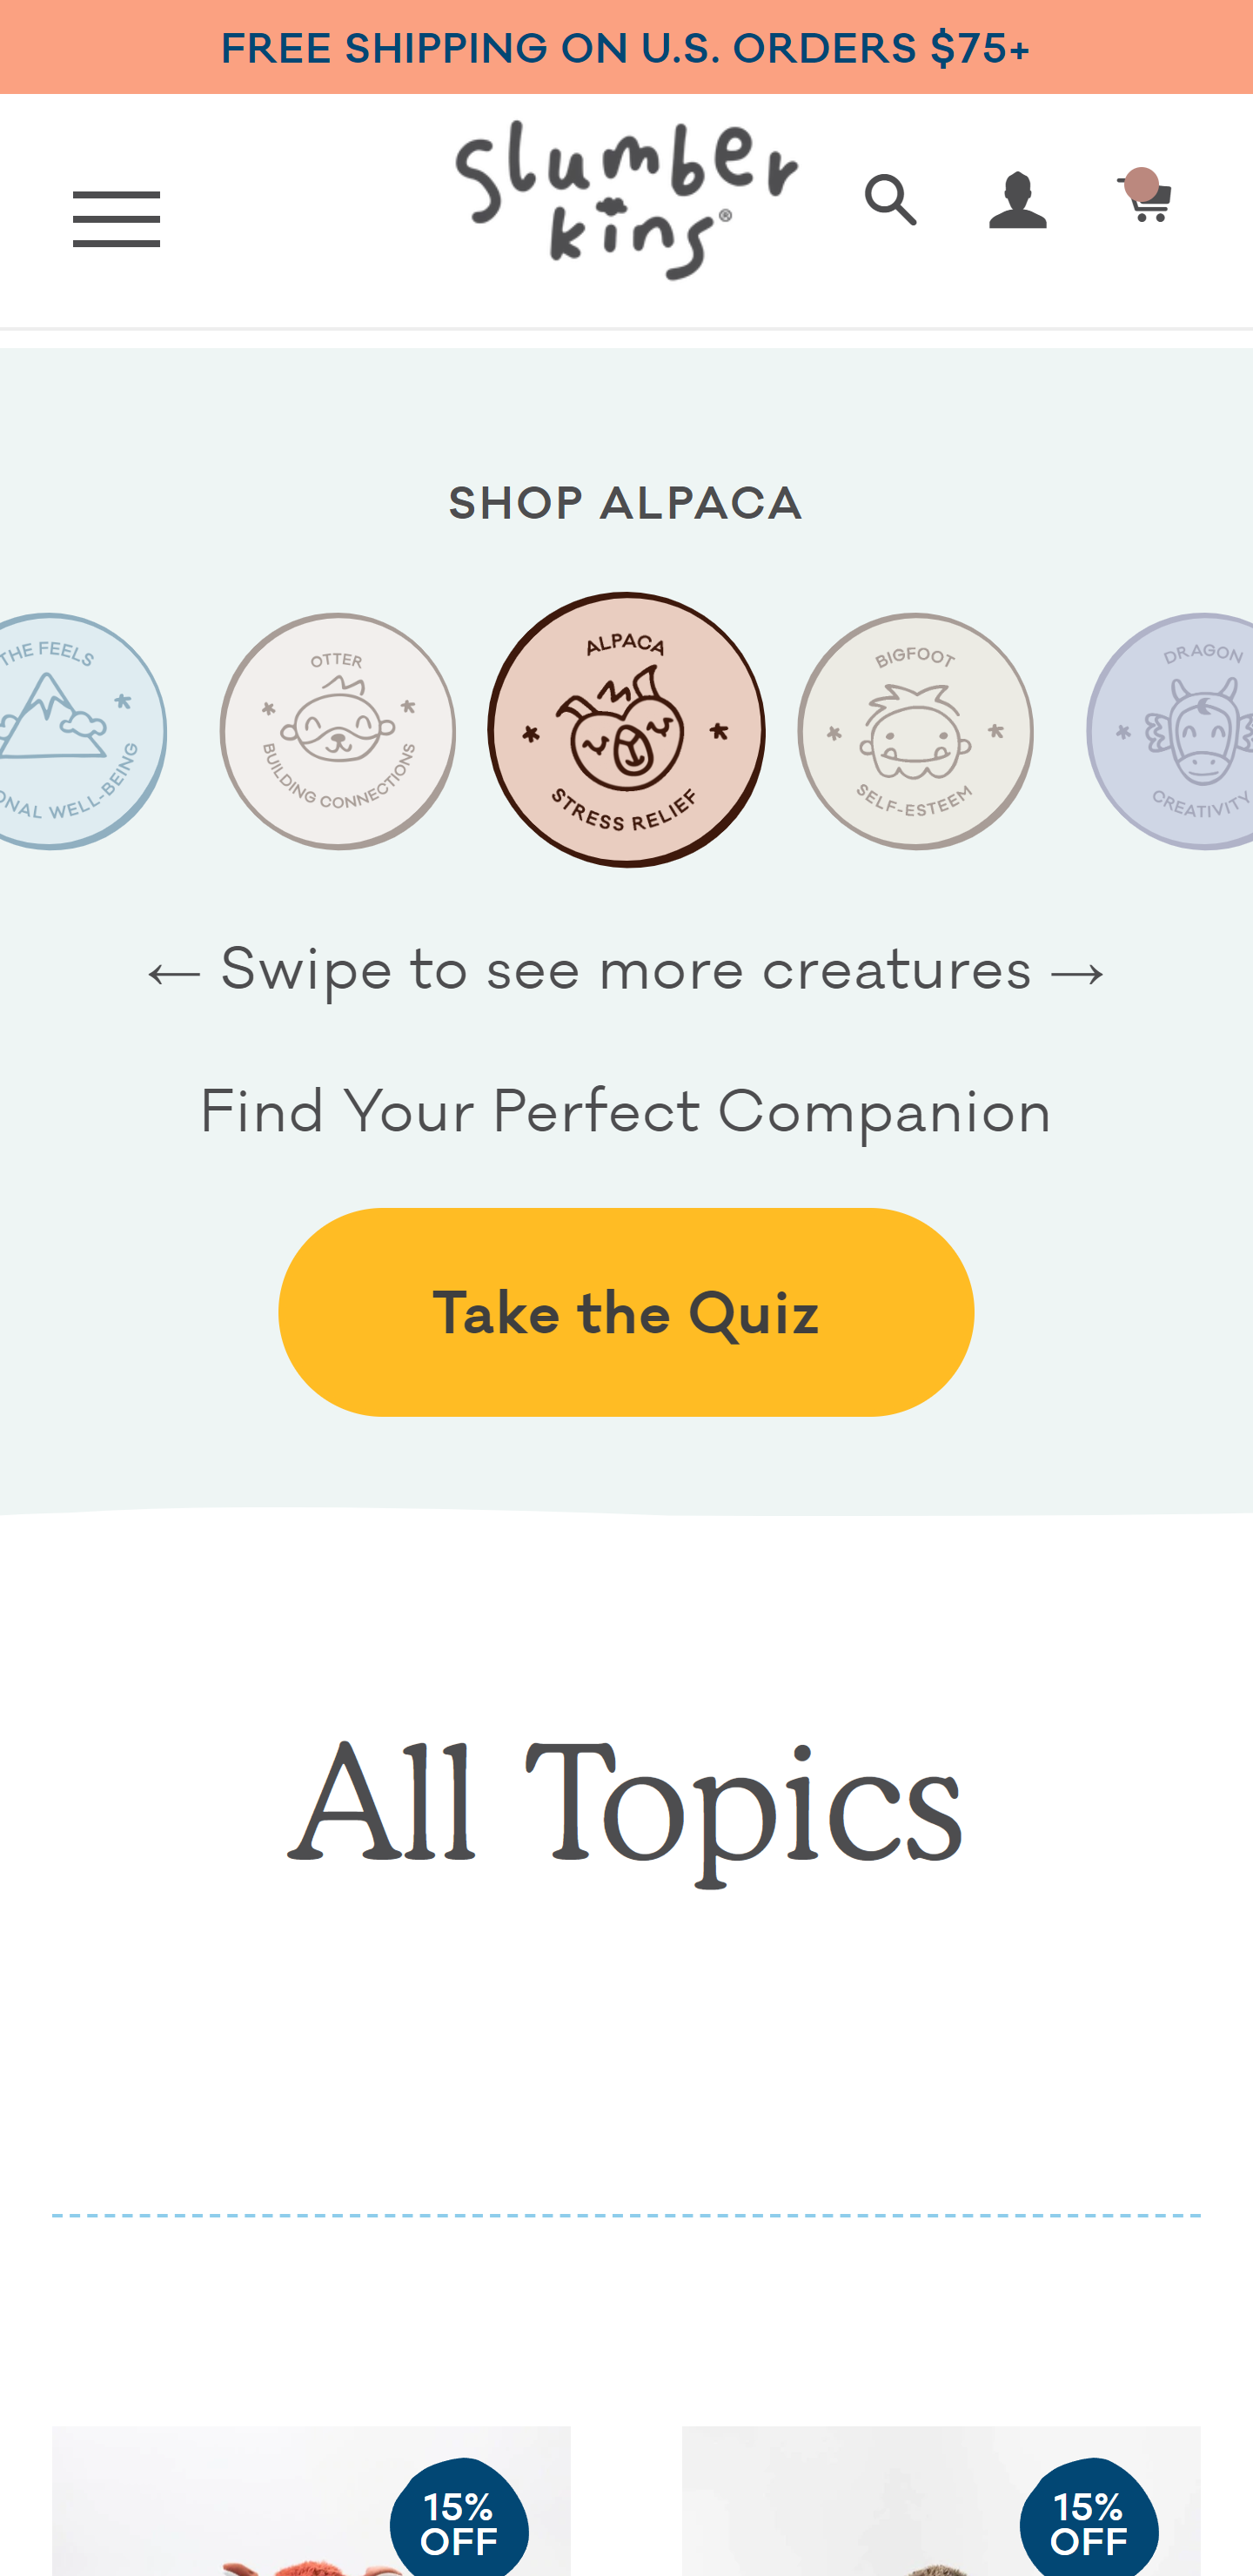 FREE SHIPPING ON U.S. ORDERS $75+
Slumber
kins®
SHOP ALPACA
THE FEELS
WELL-BEING
OTTER
BUILDING CONNECTIONS
ALPACA
STRESS RELIEF
BIGFOOT
SELF-ESTEEM
DRAGON
CREATIVITY
← Swipe to see more creatures →
Find Your Perfect Companion
Take the Quiz
All Topics
15%
OFF
15%
OFF